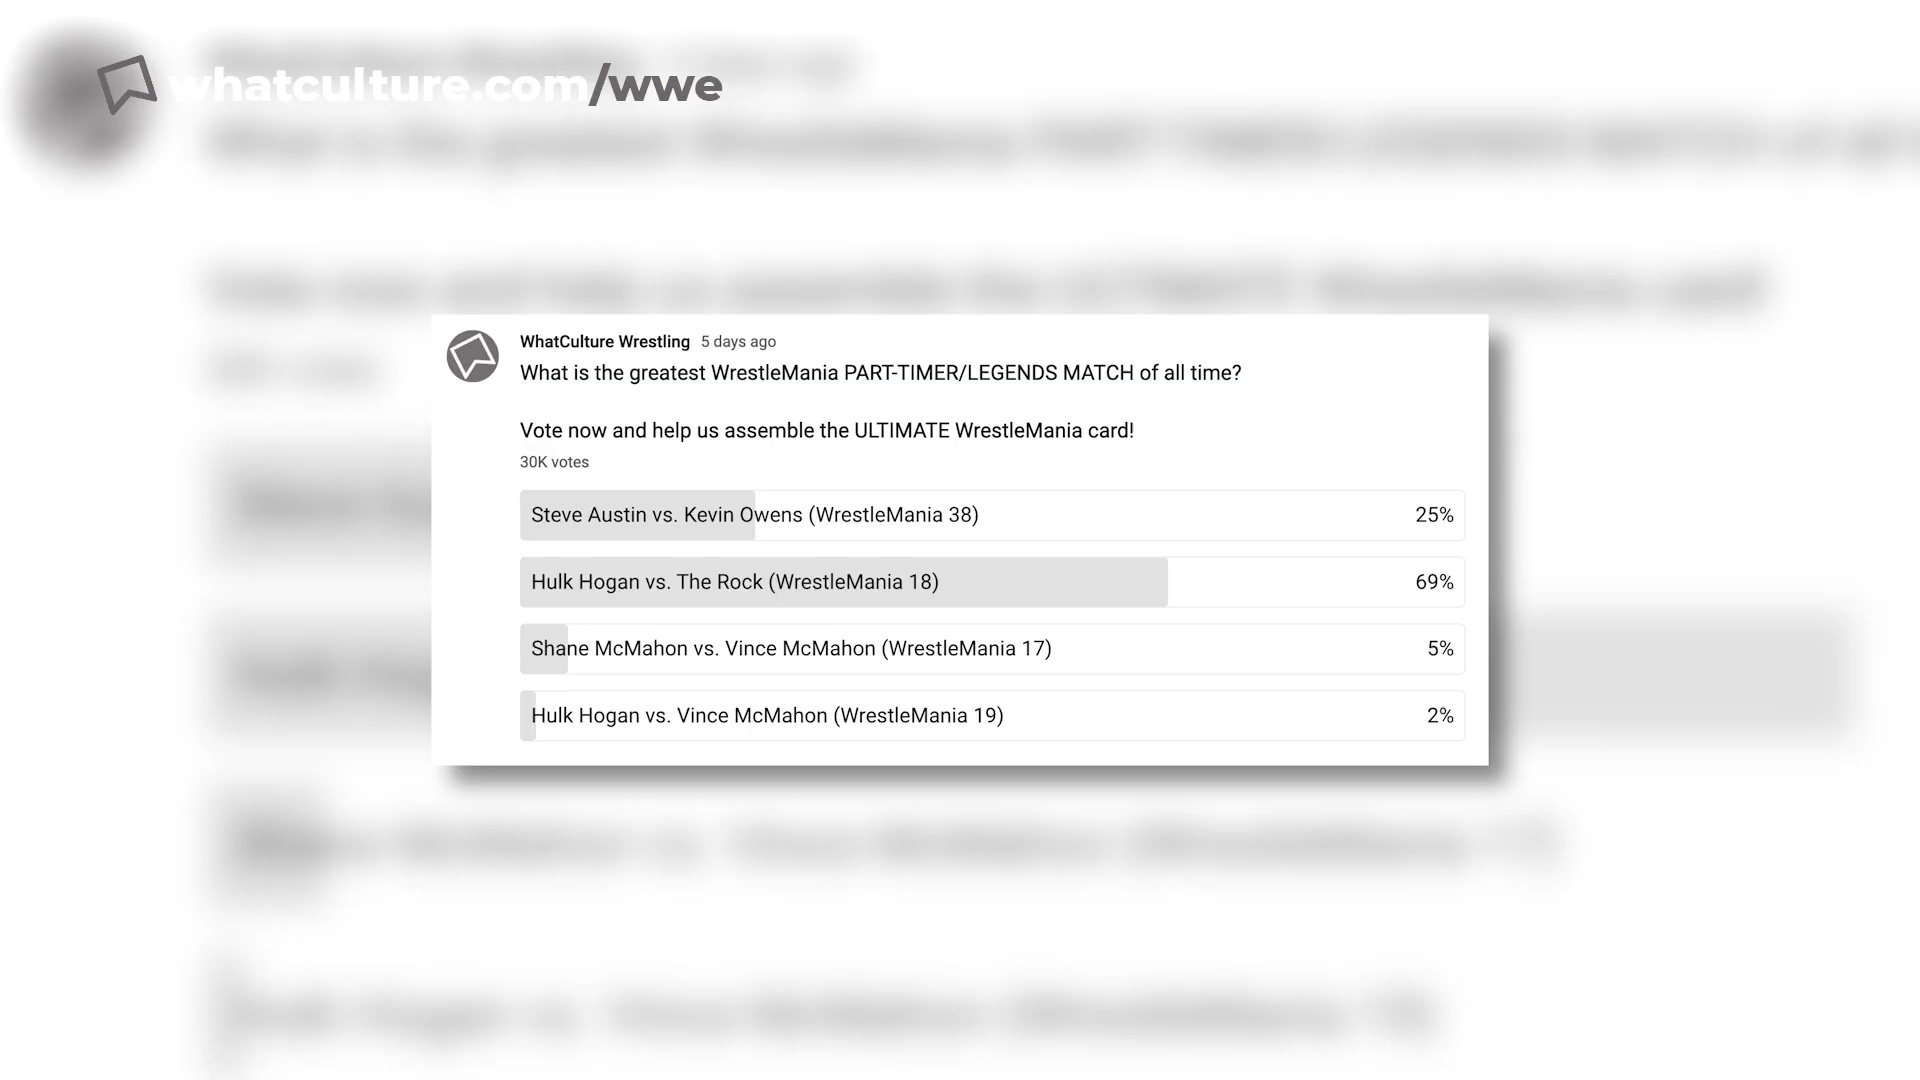 whatculture.com/wwe
WhatCulture Wrestling 5 days ago
What is the greatest WrestleMania PART-TIMER/LEGENDS MATCH of all time?
Vote now and help us assemble the ULTIMATE WrestleMania card!
30K votes
Steve Austin vs. Kevin Owens (WrestleMania 38) 25%
Hulk Hogan vs. The Rock (WrestleMania 18) 69%
Shane McMahon vs. Vince McMahon (WrestleMania 17) 5%
Hulk Hogan vs. Vince McMahon (WrestleMania 19) 2%